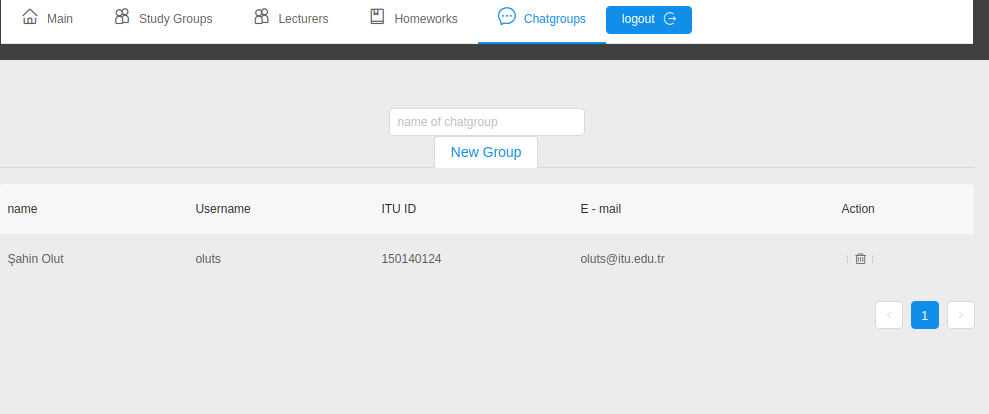 Main Study Groups Lecturers Homeworks Chatgroups logout
name of chatgroup
New Group
name Username ITU ID E - mail Action
Şahin Olut oluts 150140124 oluts@itu.edu.tr
1